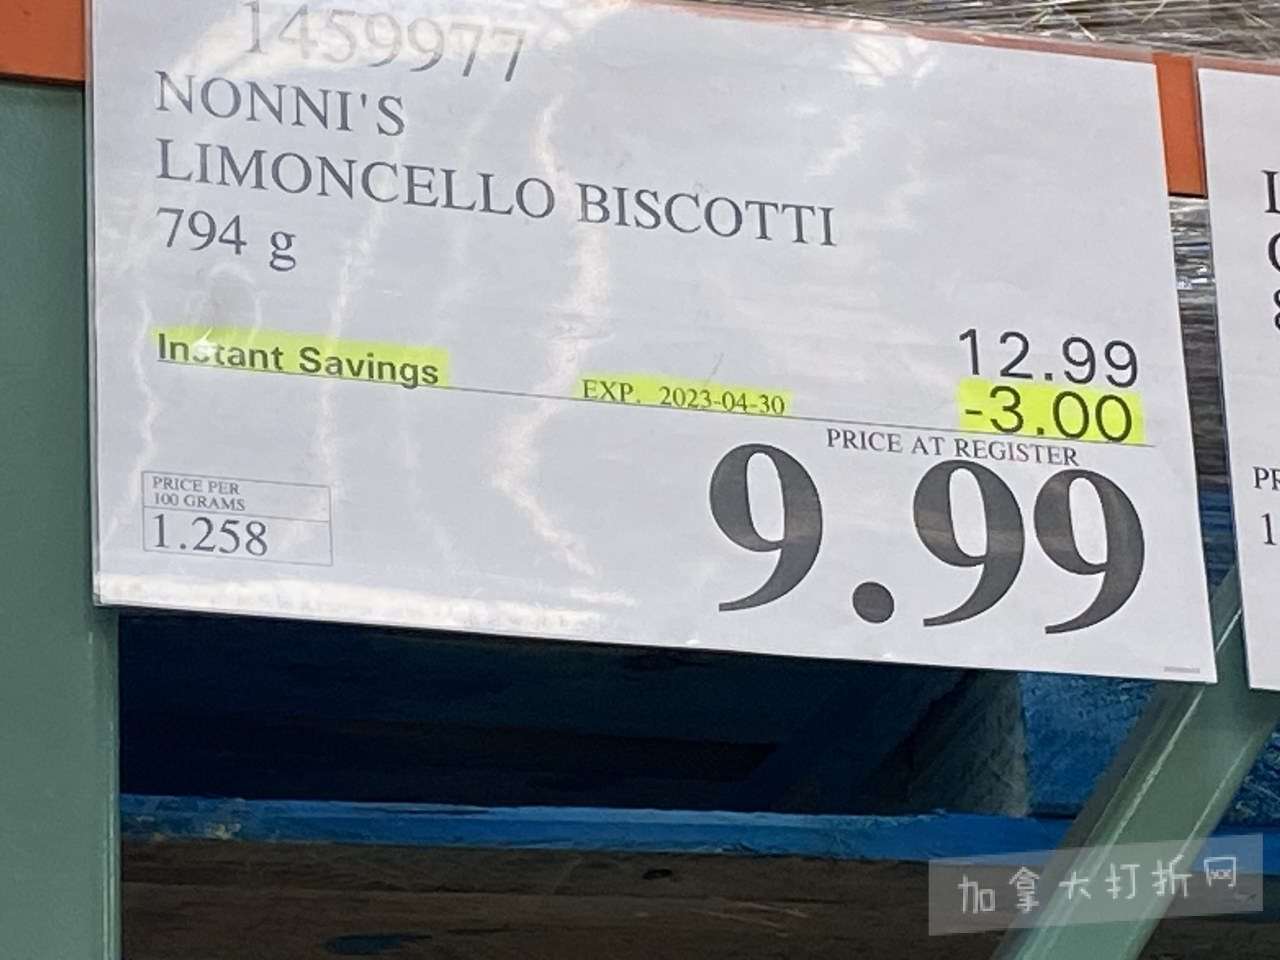 1459977
NONNI'S
LIMONCELLO BISCOTTI
794 g
12.99
Instant Savings EXP. 2023-04-30 -3.00
PRICE AT REGISTER
9.99
PRICE PER
100 GRAMS
1.258
加拿大打折网